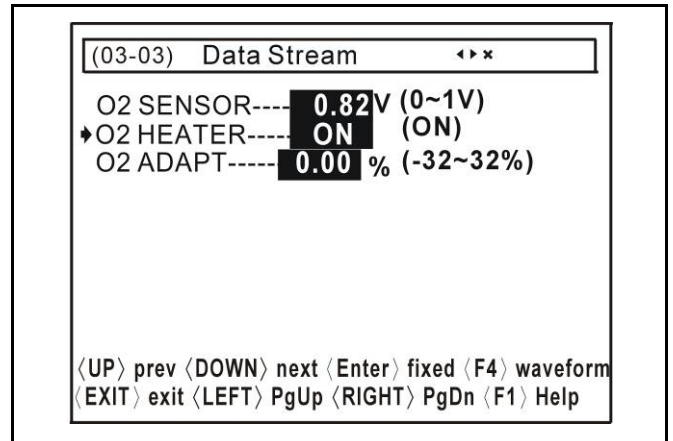 (03-03) Data Stream ◂ ▸ ×
O2 SENSOR---- 0.82 V (0~1V)
➧O2 HEATER----- ON (ON)
O2 ADAPT------ 0.00 % (-32~32%)
〈UP〉 prev 〈DOWN〉 next 〈Enter〉 fixed 〈F4〉 waveform
〈EXIT〉 exit 〈LEFT〉 PgUp 〈RIGHT〉 PgDn 〈F1〉 Help